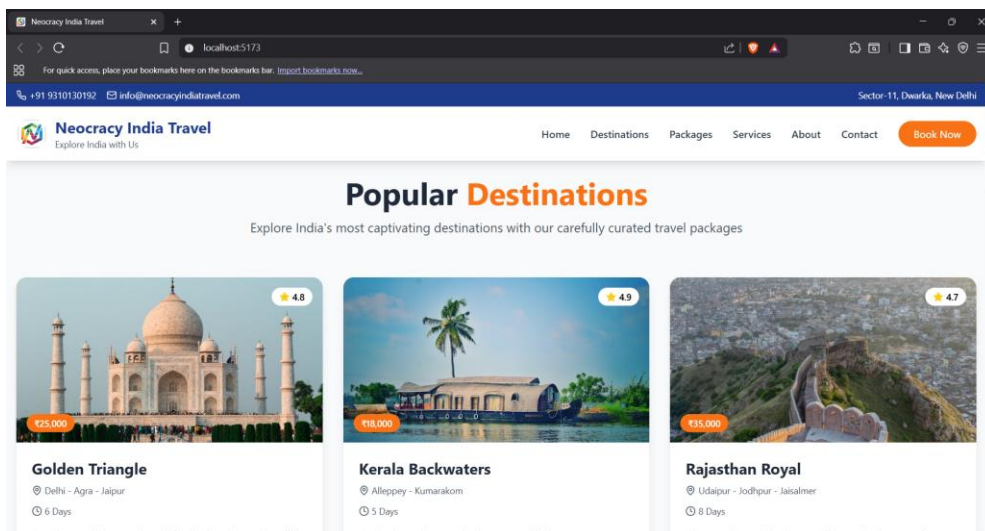 Neocracy India Travel
localhost:5173
For quick access, place your bookmarks here on the bookmarks bar. Import bookmarks now...
+91 9310130192 info@neocracyindiatravel.com Sector-11, Dwarka, New Delhi
Neocracy India Travel
Explore India with Us
Home Destinations Packages Services About Contact Book Now
Popular Destinations
Explore India's most captivating destinations with our carefully curated travel packages
4.8 4.9 4.7
₹25,000 ₹18,000 ₹35,000
Golden Triangle Kerala Backwaters Rajasthan Royal
Delhi - Agra - Jaipur Alleppey - Kumarakom Udaipur - Jodhpur - Jaisalmer
6 Days 5 Days 8 Days